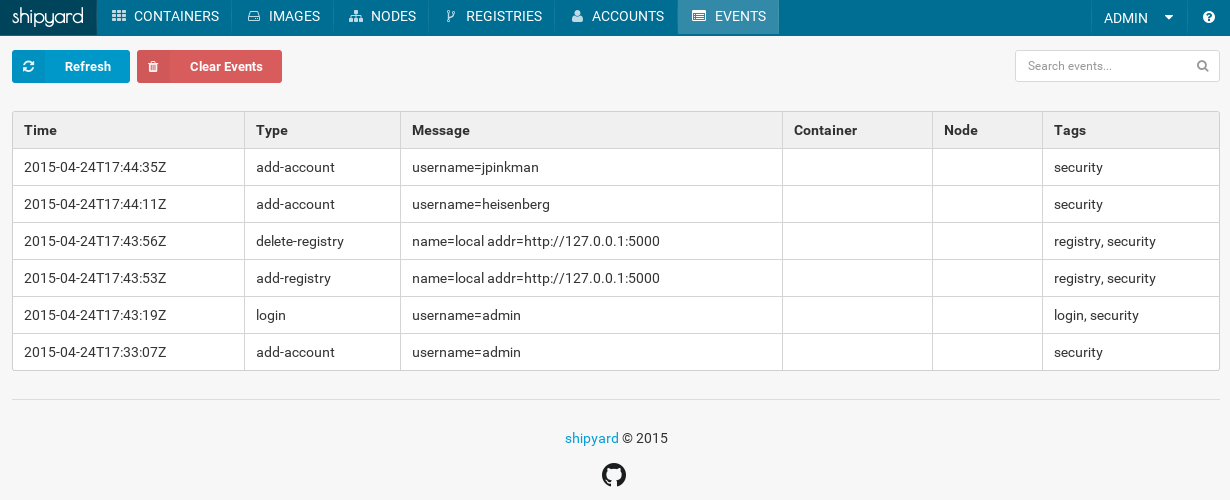 shipyard CONTAINERS IMAGES NODES REGISTRIES ACCOUNTS EVENTS ADMIN
Refresh Clear Events Search events...
Time Type Message Container Node Tags
2015-04-24T17:44:35Z add-account username=jpinkman security
2015-04-24T17:44:11Z add-account username=heisenberg security
2015-04-24T17:43:56Z delete-registry name=local addr=http://127.0.0.1:5000 registry, security
2015-04-24T17:43:53Z add-registry name=local addr=http://127.0.0.1:5000 registry, security
2015-04-24T17:43:19Z login username=admin login, security
2015-04-24T17:33:07Z add-account username=admin security
shipyard © 2015